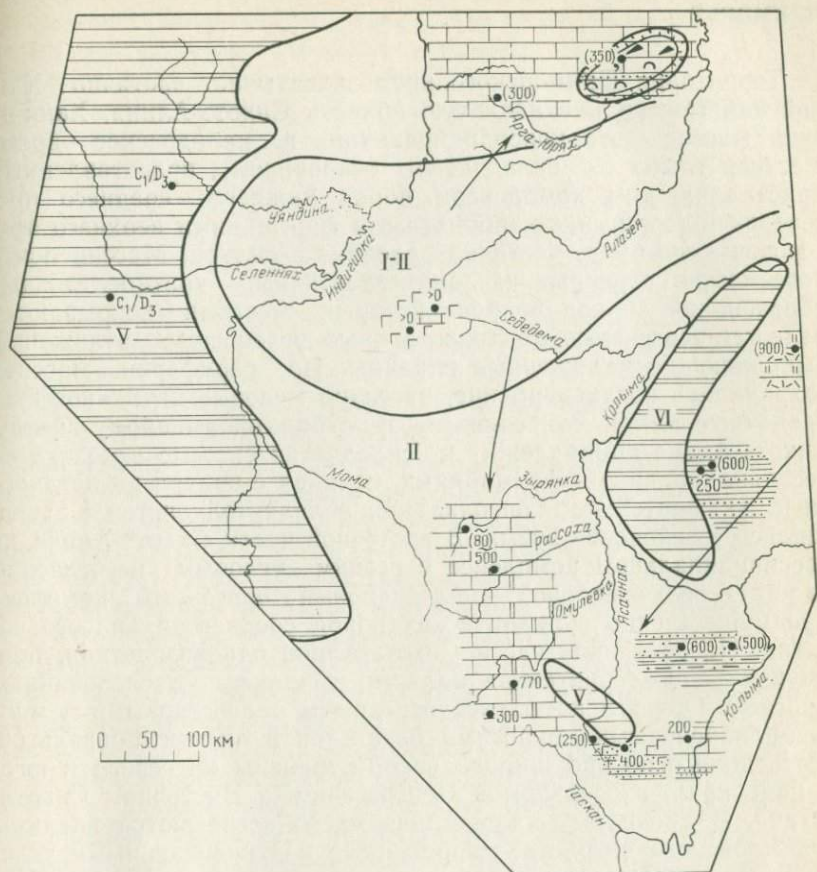 (350)
(300)
Арга-Юрях
C₁/D₃
Уяндина
Алазея
I-II
Индигирка
Селеннях
C₁/D₃
>0
>0
Седедема
V
(900)
Колыма
VI
II
(600)
250
Мома
Зырянка
(80)
Рассоха
1500
Ясачная
Омулевка
(600)
(500)
770
V
300
Колыма
(250)
200
400
0 50 100 км
Таскан